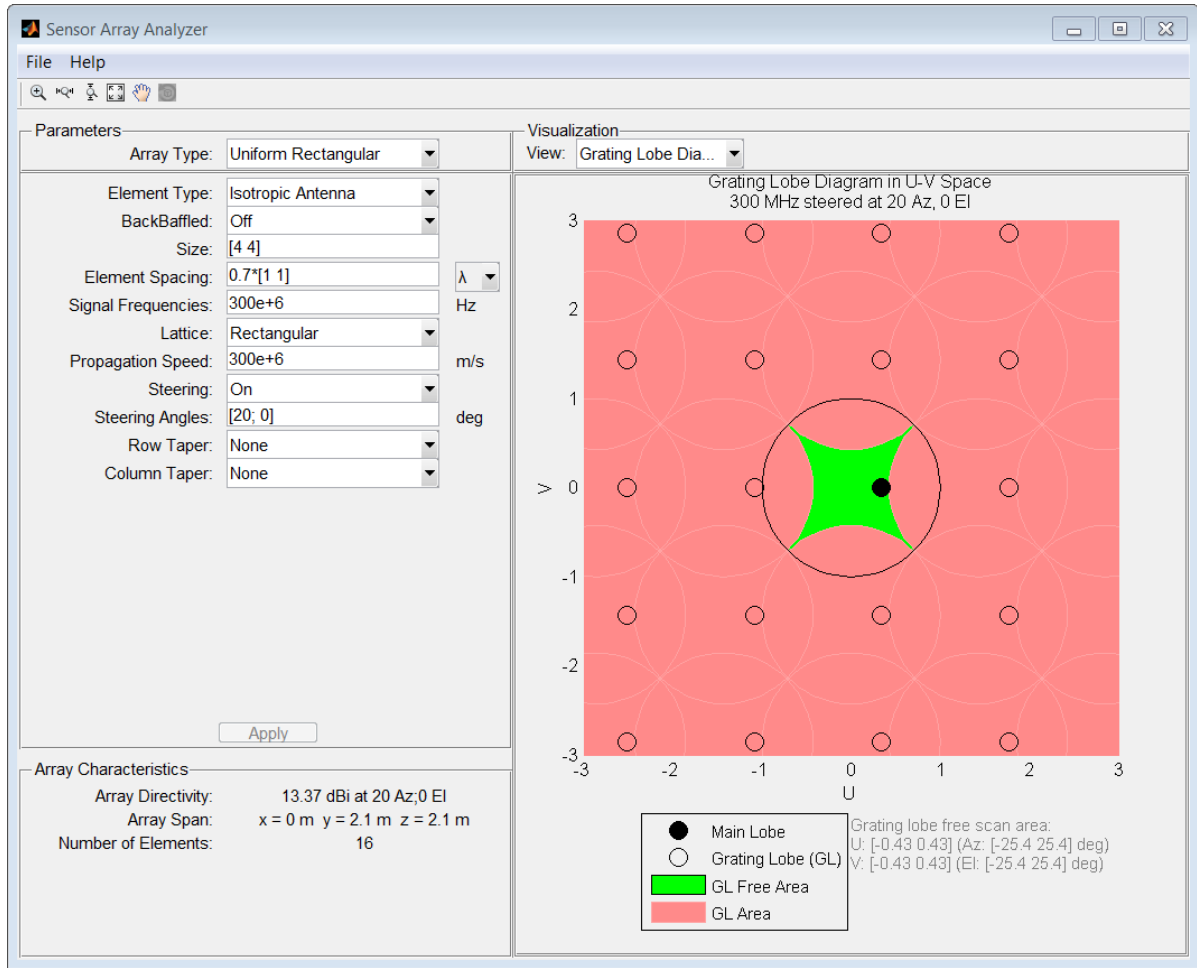 Sensor Array Analyzer
File Help
Parameters
Array Type: Uniform Rectangular
Element Type: Isotropic Antenna
BackBaffled: Off
Size: [4 4]
Element Spacing: 0.7*[1 1] λ
Signal Frequencies: 300e+6 Hz
Lattice: Rectangular
Propagation Speed: 300e+6 m/s
Steering: On
Steering Angles: [20; 0] deg
Row Taper: None
Column Taper: None
Apply
Array Characteristics
Array Directivity: 13.37 dBi at 20 Az;0 El
Array Span: x = 0 m y = 2.1 m z = 2.1 m
Number of Elements: 16
Visualization
View: Grating Lobe Dia...
Grating Lobe Diagram in U-V Space
300 MHz steered at 20 Az, 0 El
3
2
1
0
-1
-2
-3
V
-3 -2 -1 0 1 2 3
U
Main Lobe
Grating Lobe (GL)
GL Free Area
GL Area
Grating lobe free scan area:
U: [-0.43 0.43] (Az: [-25.4 25.4] deg)
V: [-0.43 0.43] (El: [-25.4 25.4] deg)